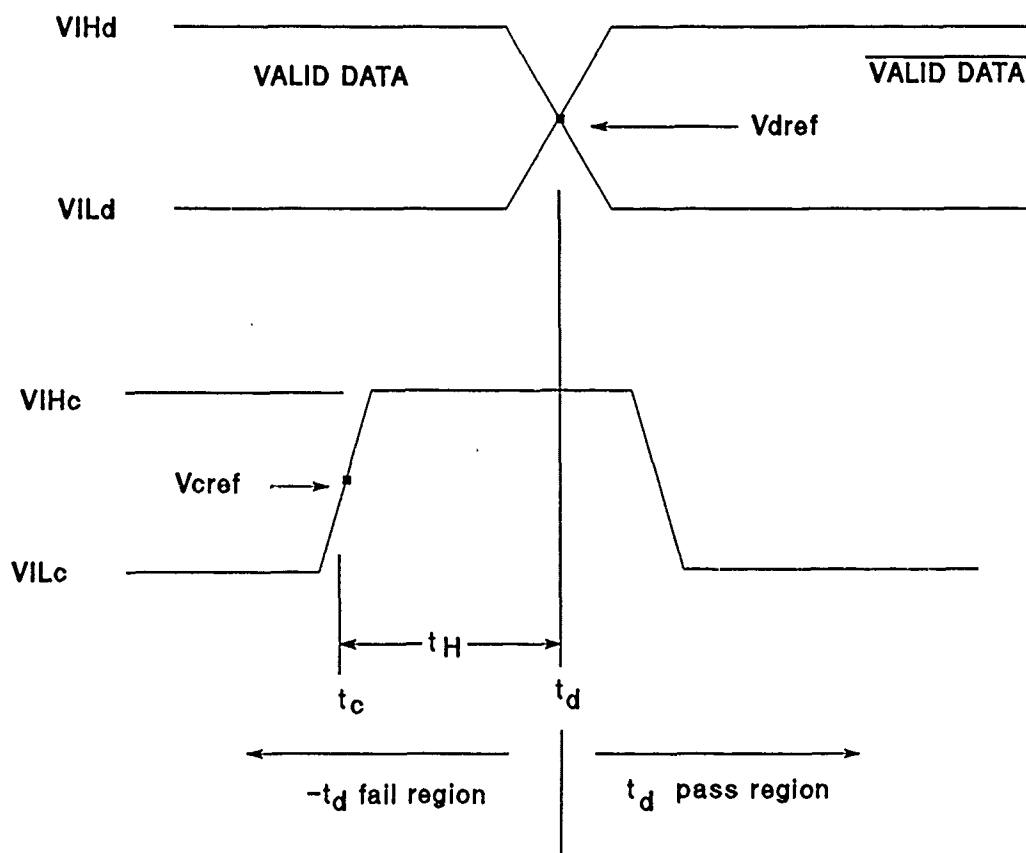 VIHd
VALID DATA
VALID DATA
Vdref
VILd
VIHc
Vcref
VILc
tH
tc
td
-td fail region
td pass region